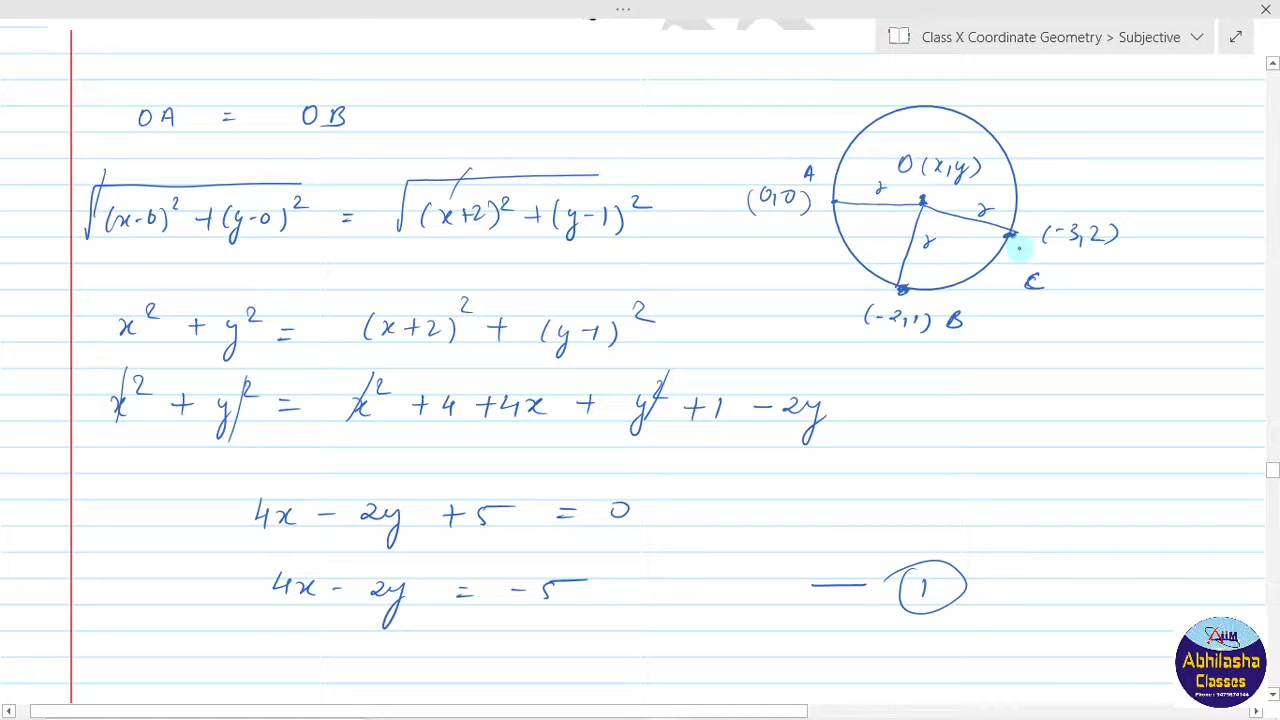 Class X Coordinate Geometry > Subjective
OA = OB
√(x-0)² + (y-0)² = √(x+2)² + (y-1)²
x² + y² = (x+2)² + (y-1)²
x² + y² = x² + 4 + 4x + y² + 1 - 2y
4x - 2y + 5 = 0
4x - 2y = -5 — 1
O(x,y)
A
(0,0)
r
r
r
(-3,2)
C
(-2,1) B
AIIM
Abhilasha
Classes